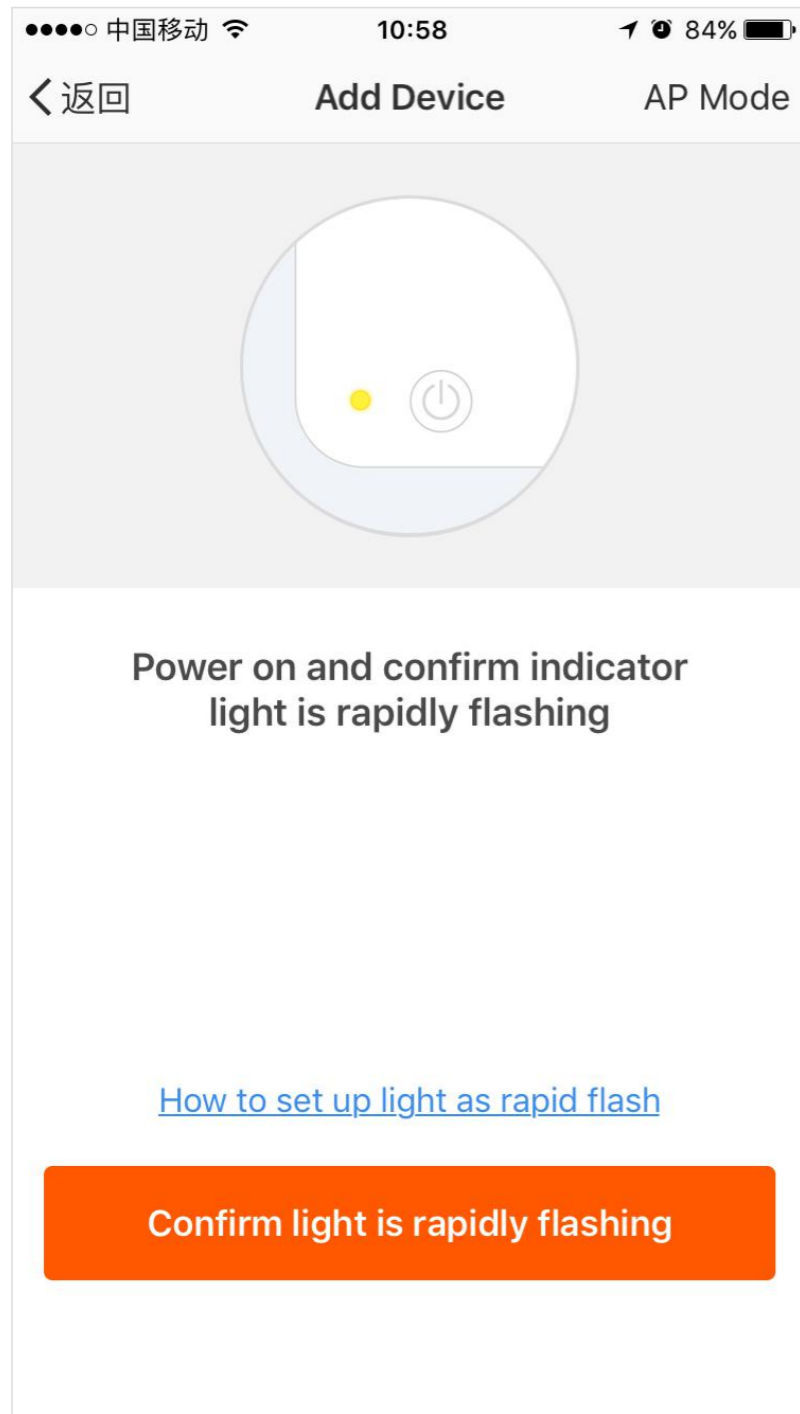 中国移动 10:58 84%
返回 Add Device AP Mode
Power on and confirm indicator
light is rapidly flashing
How to set up light as rapid flash
Confirm light is rapidly flashing